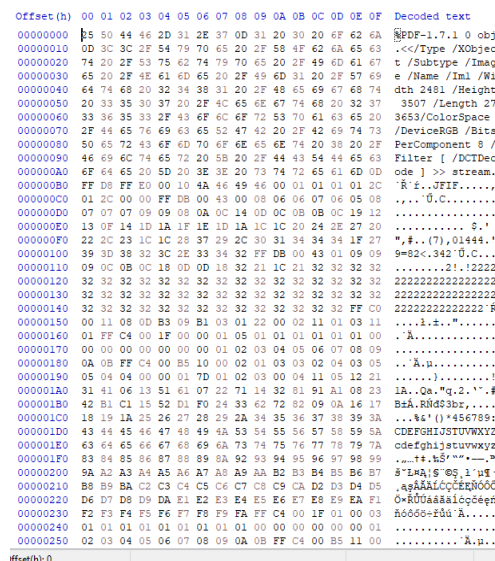 Offset(h) 00 01 02 03 04 05 06 07 08 09 0A 0B 0C 0D 0E 0F Decoded text
00000000 25 50 44 46 2D 31 2E 37 0D 31 20 30 20 6F 62 6A %PDF-1.7.1 0 obj
00000010 0D 3C 3C 2F 54 79 70 65 20 2F 58 4F 62 6A 65 63 .<</Type /XObjec
00000020 74 20 2F 53 75 62 74 79 70 65 20 2F 49 6D 61 67 t /Subtype /Imag
00000030 65 20 2F 4E 61 6D 65 20 2F 49 6D 31 20 2F 57 69 e /Name /Im1 /Wi
00000040 64 74 68 20 32 34 38 31 20 2F 48 65 69 67 68 74 dth 2481 /Height
00000050 20 33 35 30 37 20 2F 4C 65 6E 67 74 68 20 32 37 3507 /Length 27
00000060 33 36 35 33 2F 43 6F 6C 6F 72 53 70 61 63 65 20 3653/ColorSpace
00000070 2F 44 65 76 69 63 65 52 47 42 20 2F 42 69 74 73 /DeviceRGB /Bits
00000080 50 65 72 43 6F 6D 70 6F 6E 65 6E 74 20 38 20 2F PerComponent 8 /
00000090 46 69 6C 74 65 72 20 5B 20 2F 44 43 54 44 65 63 Filter [ /DCTDec
000000A0 6F 64 65 20 5D 20 3E 3E 20 73 74 72 65 61 6D 0D ode ] >> stream.
000000B0 FF D8 FF E0 00 10 4A 46 49 46 00 01 01 01 01 2C
000000C0 01 2C 00 00 FF DB 00 43 00 08 06 06 07 06 05 08
000000D0 07 07 07 09 09 08 0A 0C 14 0D 0C 0B 0B 0C 19 12
000000E0 13 0F 14 1D 1A 1F 1E 1D 1A 1C 1C 20 24 2E 27 20 ........... $.'
000000F0 22 2C 23 1C 1C 28 37 29 2C 30 31 34 34 34 1F 27 ",#..(7),01444.'
00000100 39 3D 38 32 3C 2E 33 34 32 FF DB 00 43 01 09 09 9=82<.342˙Ű.C...
00000110 09 0C 0B 0C 18 0D 0D 18 32 21 1C 21 32 32 32 32 ........2!.!2222
00000120 32 32 32 32 32 32 32 32 32 32 32 32 32 32 32 32 2222222222222222
00000130 32 32 32 32 32 32 32 32 32 32 32 32 32 32 32 32 2222222222222222
00000140 32 32 32 32 32 32 32 32 32 32 32 32 32 32 FF C0
00000150 00 11 08 0D B3 09 B1 03 01 22 00 02 11 01 03 11 ....ł.±.."......
00000160 01 FF C4 00 1F 00 00 01 05 01 01 01 01 01 01 00
00000170 00 00 00 00 00 00 00 01 02 03 04 05 06 07 08 09 ................
00000180 0A 0B FF C4 00 B5 10 00 02 01 03 03 02 04 03 05
00000190 05 04 04 00 00 01 7D 01 02 03 00 04 11 05 12 21 ......}........!
000001A0 31 41 06 13 51 61 07 22 71 14 32 81 91 A1 08 23
000001B0 42 B1 C1 15 52 D1 F0 24 33 62 72 82 09 0A 16 17
000001C0 18 19 1A 25 26 27 28 29 2A 34 35 36 37 38 39 3A ...%&'()*456789:
000001D0 43 44 45 46 47 48 49 4A 53 54 55 56 57 58 59 5A CDEFGHIJSTUVWXYZ
000001E0 63 64 65 66 67 68 69 6A 73 74 75 76 77 78 79 7A cdefghijstuvwxyz
000001F0 83 84 85 86 87 88 89 8A 92 93 94 95 96 97 98 99
00000200 9A A2 A3 A4 A5 A6 A7 A8 A9 AA B2 B3 B4 B5 B6 B7
00000210 B8 B9 BA C2 C3 C4 C5 C6 C7 C8 C9 CA D2 D3 D4 D5
00000220 D6 D7 D8 D9 DA E1 E2 E3 E4 E5 E6 E7 E8 E9 EA F1
00000230 F2 F3 F4 F5 F6 F7 F8 F9 FA FF C4 00 1F 01 00 03
00000240 01 01 01 01 01 01 01 01 01 00 00 00 00 00 00 01 ................
00000250 02 03 04 05 06 07 08 09 0A 0B FF C4 00 B5 11 00
Offset(h): 0